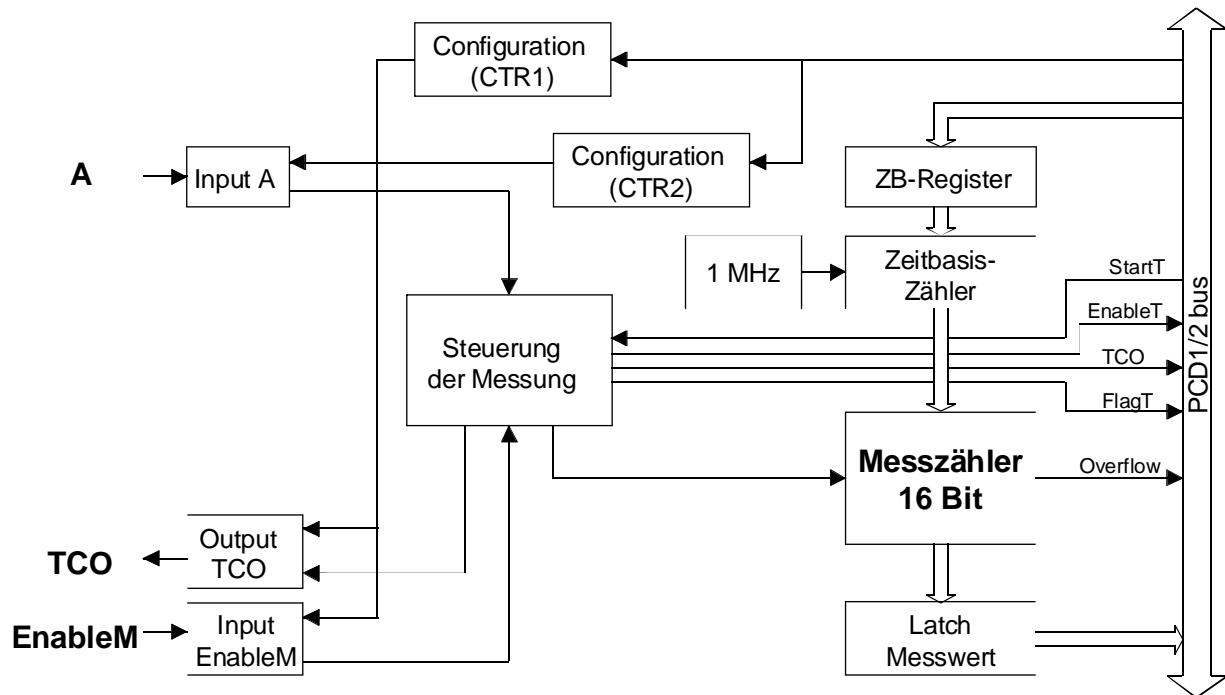 Configuration
(CTR1)
A
Input A
Configuration
(CTR2)
ZB-Register
1 MHz
Zeitbasis-
Zähler
StartT
EnableT
TCO
FlagT
PCD1/2 bus
Steuerung
der Messung
Messzähler
16 Bit
Overflow
TCO
Output
TCO
EnableM
Input
EnableM
Latch
Messwert